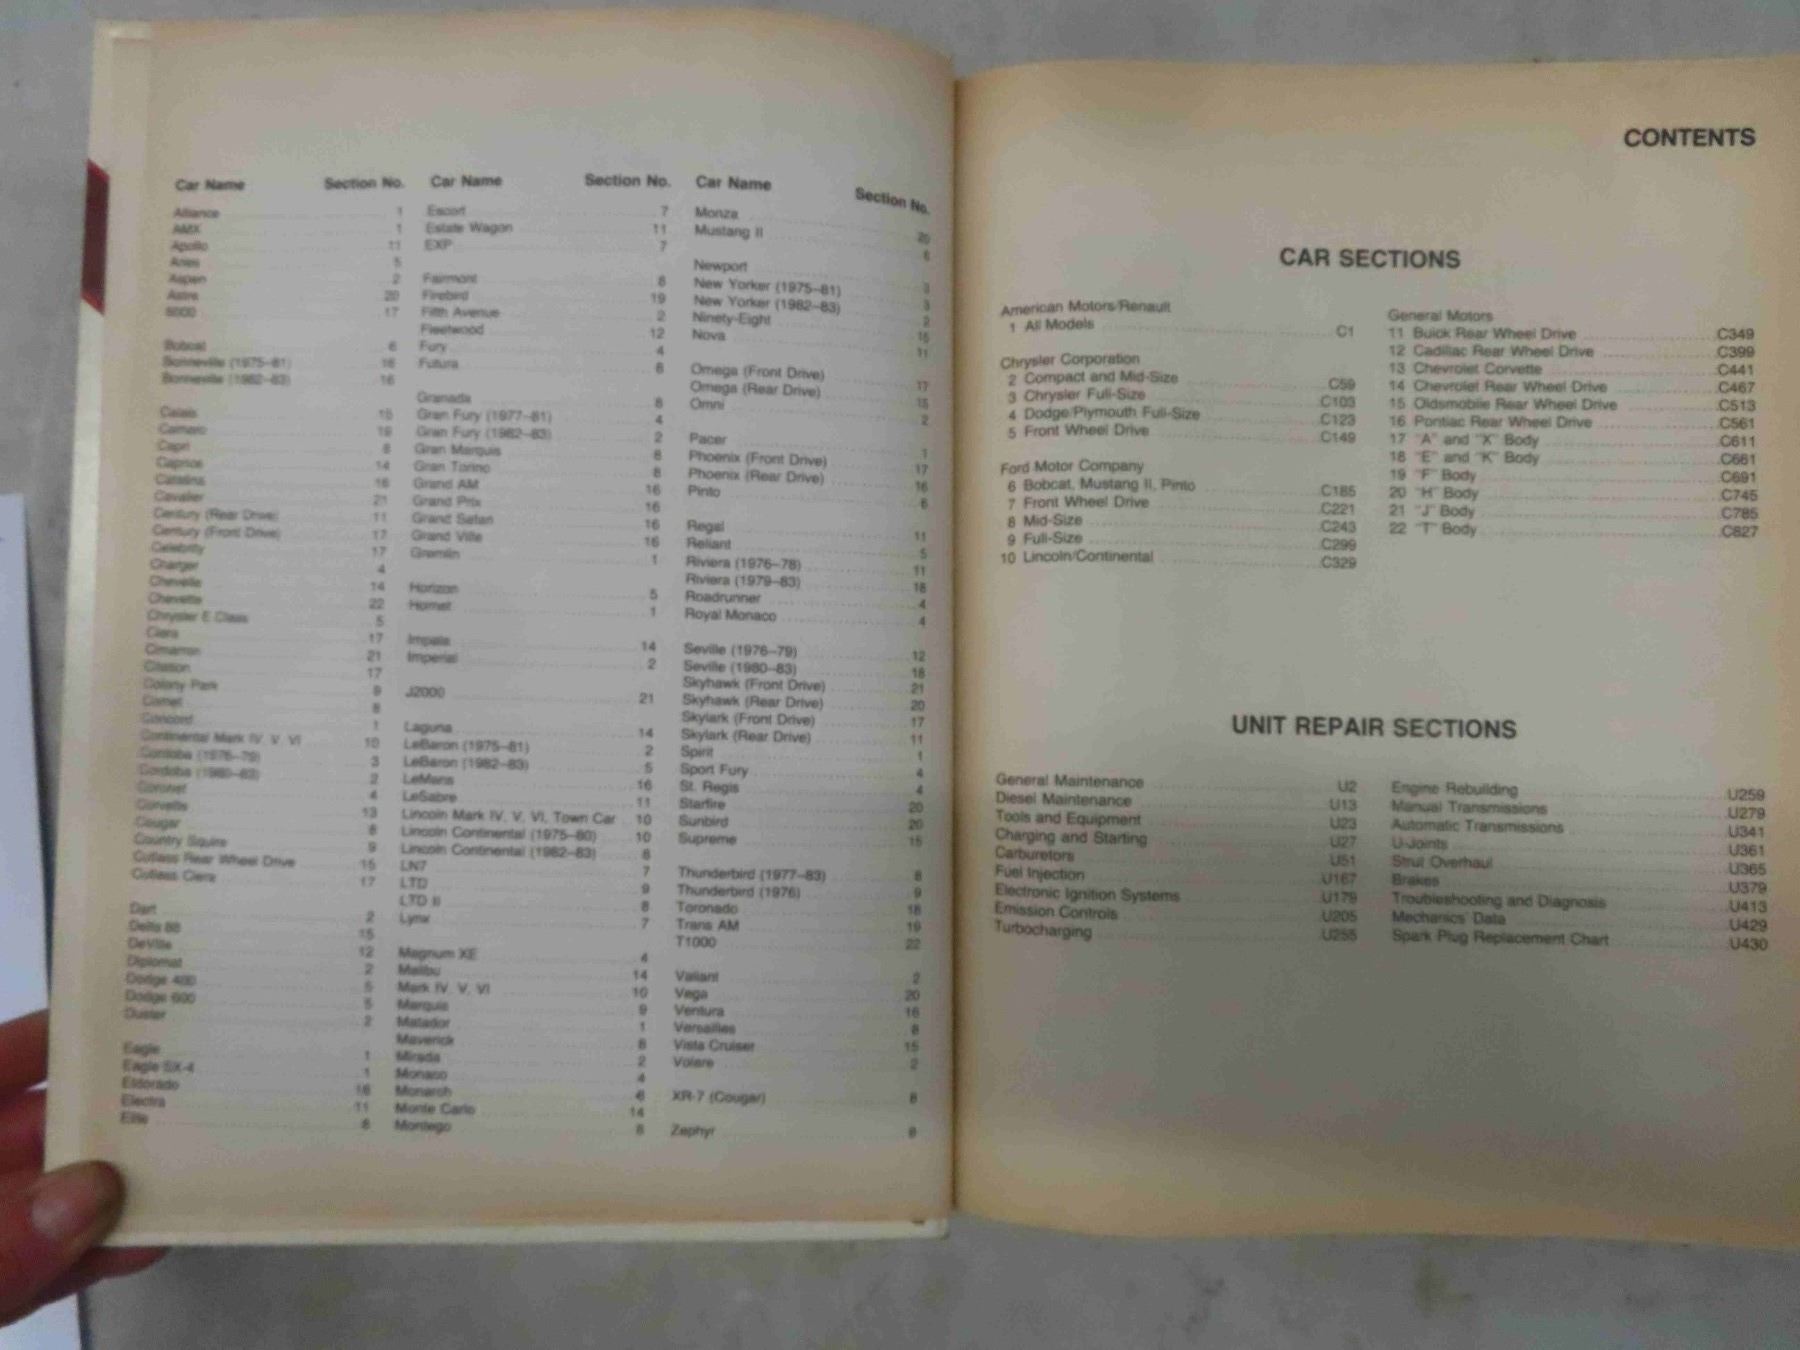 Car Name Section No.
Alliance 1
AMX 1
Apollo 11
Aries 5
Aspen 2
Astre 20
6000 17
Bobcat 6
Bonneville (1975–81) 16
Bonneville (1982–83) 16
Calais 15
Camaro 19
Capri 8
Caprice 14
Catalina 16
Cavalier 21
Century (Rear Drive) 11
Century (Front Drive) 17
Celebrity 17
Charger 4
Chevelle 14
Chevette 22
Chrysler E Class 5
Ciera 17
Cimarron 21
Citation 17
Colony Park 9
Comet 8
Concord 1
Continental Mark IV, V, VI 10
Cordoba (1976–79) 3
Cordoba (1980–83) 2
Coronet 4
Corvette 13
Cougar 8
Country Squire 9
Cutlass Rear Wheel Drive 15
Cutlass Ciera 17
Dart 2
Delta 88 15
DeVille 12
Diplomat 2
Dodge 400 5
Dodge 600 5
Duster 2
Eagle 1
Eagle SX-4 1
Eldorado 18
Electra 11
Elite 8
Car Name Section No.
Escort 7
Estate Wagon 11
EXP 7
Fairmont 8
Firebird 19
Fifth Avenue 2
Fleetwood 12
Fury 4
Futura 8
Granada 8
Gran Fury (1977–81) 4
Gran Fury (1982–83) 2
Gran Marquis 8
Gran Torino 8
Grand AM 16
Grand Prix 16
Grand Safari 16
Grand Ville 16
Gremlin 1
Horizon 5
Hornet 1
Impala 14
Imperial 2
J2000 21
Laguna 14
LeBaron (1975–81) 2
LeBaron (1982–83) 5
LeMans 16
LeSabre 11
Lincoln Mark IV, V, VI, Town Car 10
Lincoln Continental (1975–80) 10
Lincoln Continental (1982–83) 8
LN7 7
LTD 9
LTD II 8
Lynx 7
Magnum XE 4
Malibu 14
Mark IV, V, VI 10
Marquis 9
Matador 1
Maverick 8
Mirada 2
Monaco 4
Monarch 8
Monte Carlo 14
Montego 8
Car Name Section No.
Monza 20
Mustang II 6
Newport 3
New Yorker (1975–81) 3
New Yorker (1982–83) 2
Ninety-Eight 15
Nova 11
Omega (Front Drive) 17
Omega (Rear Drive) 15
Omni 2
Pacer 1
Phoenix (Front Drive) 17
Phoenix (Rear Drive) 16
Pinto 6
Regal 11
Reliant 5
Riviera (1976–78) 11
Riviera (1979–83) 18
Roadrunner 4
Royal Monaco 4
Seville (1976–79) 12
Seville (1980–83) 18
Skyhawk (Front Drive) 21
Skyhawk (Rear Drive) 20
Skylark (Front Drive) 17
Skylark (Rear Drive) 11
Spirit 1
Sport Fury 4
St. Regis 4
Starfire 20
Sunbird 20
Supreme 15
Thunderbird (1977–83) 8
Thunderbird (1976) 9
Toronado 18
Trans AM 19
T1000 22
Valiant 2
Vega 20
Ventura 16
Versailles 8
Vista Cruiser 15
Volare 2
XR-7 (Cougar) 8
Zephyr 8
CONTENTS
CAR SECTIONS
American Motors/Renault
1 All Models C1
Chrysler Corporation
2 Compact and Mid-Size C59
3 Chrysler Full-Size C103
4 Dodge/Plymouth Full-Size C123
5 Front Wheel Drive C149
Ford Motor Company
6 Bobcat, Mustang II, Pinto C185
7 Front Wheel Drive C221
8 Mid-Size C243
9 Full-Size C299
10 Lincoln/Continental C329
General Motors
11 Buick Rear Wheel Drive C349
12 Cadillac Rear Wheel Drive C399
13 Chevrolet Corvette C441
14 Chevrolet Rear Wheel Drive C467
15 Oldsmobile Rear Wheel Drive C513
16 Pontiac Rear Wheel Drive C561
17 "A" and "X" Body C611
18 "E" and "K" Body C661
19 "F" Body C691
20 "H" Body C745
21 "J" Body C785
22 "T" Body C827
UNIT REPAIR SECTIONS
General Maintenance U2
Diesel Maintenance U13
Tools and Equipment U23
Charging and Starting U27
Carburetors U51
Fuel Injection U167
Electronic Ignition Systems U179
Emission Controls U205
Turbocharging U255
Engine Rebuilding U259
Manual Transmissions U279
Automatic Transmissions U341
U-Joints U361
Strut Overhaul U365
Brakes U379
Troubleshooting and Diagnosis U413
Mechanics' Data U429
Spark Plug Replacement Chart U430